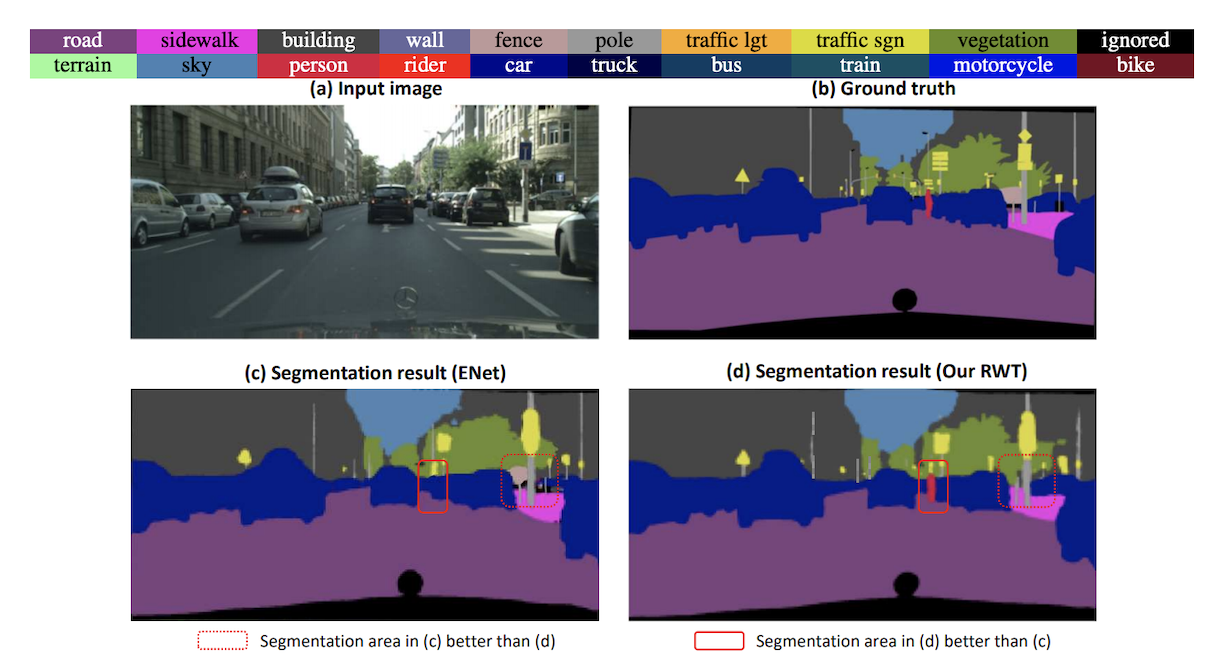 road sidewalk building wall fence pole traffic lgt traffic sgn vegetation ignored
terrain sky person rider car truck bus train motorcycle bike
(a) Input image (b) Ground truth
(c) Segmentation result (ENet) (d) Segmentation result (Our RWT)
Segmentation area in (c) better than (d) Segmentation area in (d) better than (c)